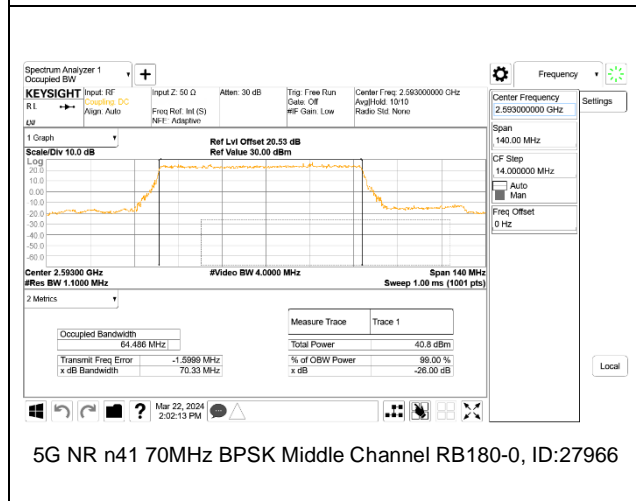 Spectrum Analyzer 1
Occupied BW
+
Frequency
KEYSIGHT
RL
Input: RF
Coupling: DC
Align: Auto
Input Z: 50 Ω
Freq Ref: Int (S)
NFE: Adaptive
Atten: 30 dB
Trig: Free Run
Gate: Off
#IF Gain: Low
Center Freq: 2.593000000 GHz
Avg|Hold: 10/10
Radio Std: None
Center Frequency
2.593000000 GHz
Settings
Span
140.00 MHz
CF Step
14.000000 MHz
Auto
Man
Freq Offset
0 Hz
Local
1 Graph
Scale/Div 10.0 dB
Ref Lvl Offset 20.53 dB
Ref Value 30.00 dBm
Log
20.0
10.0
0.00
-10.0
-20.0
-30.0
-40.0
-50.0
-60.0
Center 2.59300 GHz
#Res BW 1.1000 MHz
#Video BW 4.0000 MHz
Span 140 MHz
Sweep 1.00 ms (1001 pts)
2 Metrics
Occupied Bandwidth
64.486 MHz
Transmit Freq Error -1.5999 MHz
x dB Bandwidth 70.33 MHz
Measure Trace Trace 1
Total Power 40.8 dBm
% of OBW Power 99.00 %
x dB -26.00 dB
?
Mar 22, 2024
2:02:13 PM
5G NR n41 70MHz BPSK Middle Channel RB180-0, ID:27966